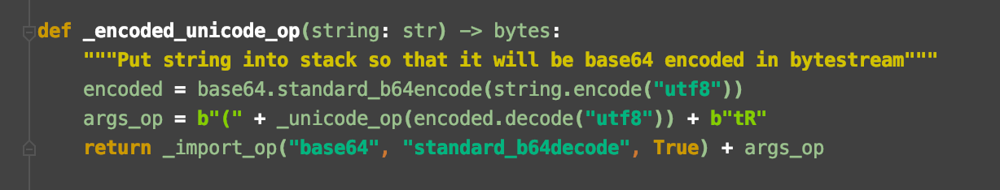 def _encoded_unicode_op(string: str) -> bytes:
    """Put string into stack so that it will be base64 encoded in bytestream"""
    encoded = base64.standard_b64encode(string.encode("utf8"))
    args_op = b"(" + _unicode_op(encoded.decode("utf8")) + b"tR"
    return _import_op("base64", "standard_b64decode", True) + args_op